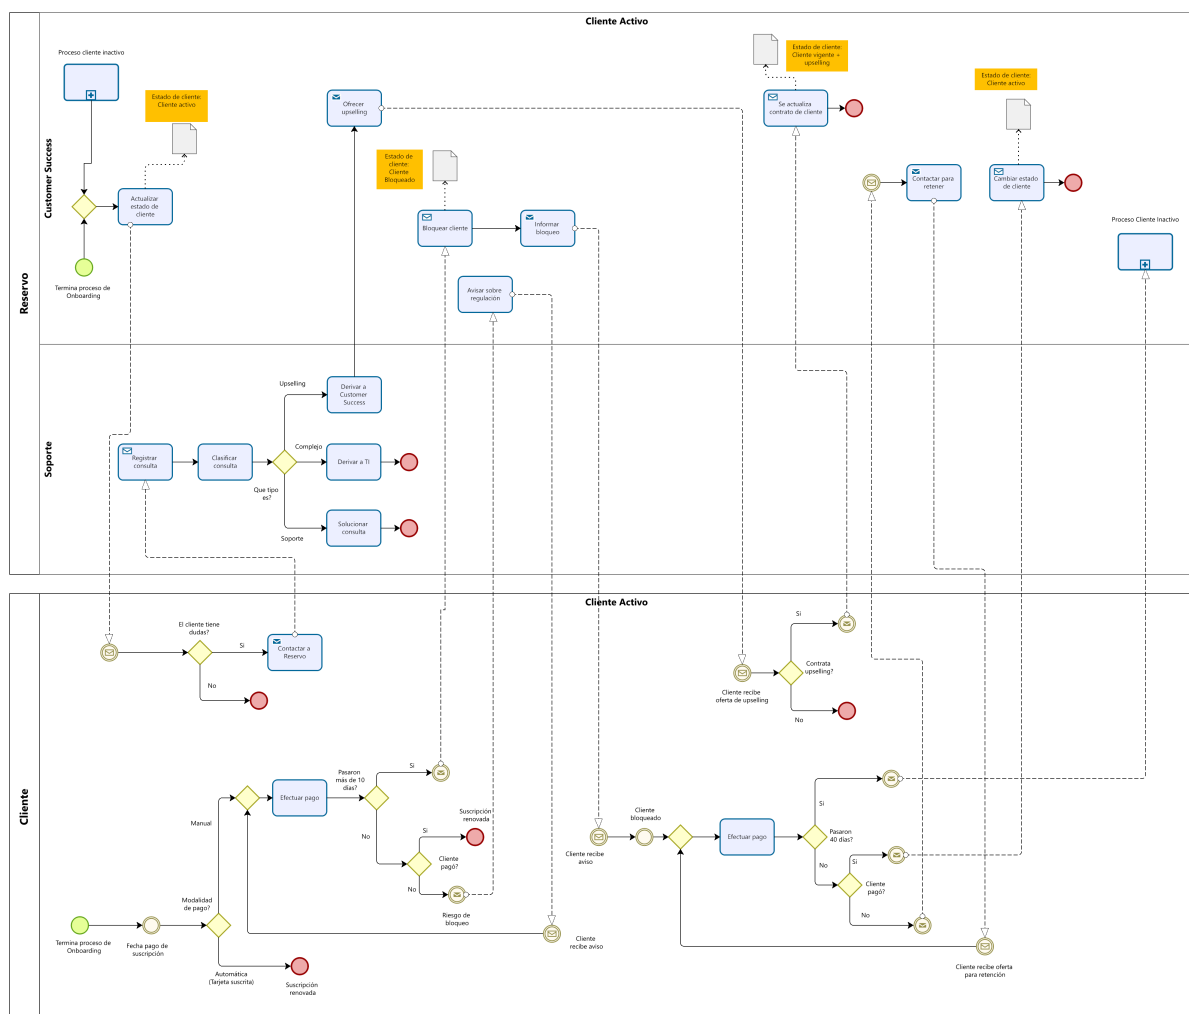 Cliente Activo
Reservo
Customer Success
Proceso cliente inactivo
Estado de cliente:
Cliente activo
Actualizar
estado de
cliente
Termina proceso de
Onboarding
Ofrecer
upselling
Estado de
cliente:
Cliente
Bloqueado
Bloquear cliente
Informar
bloqueo
Avisar sobre
regulación
Estado de cliente:
Cliente vigente +
upselling
Se actualiza
contrato de cliente
Estado de cliente:
Cliente activo
Contactar para
retener
Cambiar estado
de cliente
Proceso Cliente Inactivo
Soporte
Registrar
consulta
Clasificar
consulta
Que tipo
es?
Upselling
Derivar a
Customer
Success
Complejo
Derivar a TI
Soporte
Solucionar
consulta
Cliente Activo
Cliente
El cliente tiene
dudas?
Si
Contactar a
Reservo
No
Cliente recibe
oferta de upselling
Contrata
upselling?
Si
No
Termina proceso de
Onboarding
Fecha pago de
suscripción
Modalidad
de pago?
Manual
Automática
(Tarjeta suscrita)
Suscripción
renovada
Efectuar pago
Pasaron
más de 10
días?
Si
No
Cliente
pagó?
Si
Suscripción
renovada
No
Riesgo de
bloqueo
Cliente
recibe aviso
Cliente recibe
aviso
Cliente
bloqueado
Efectuar pago
Pasaron
40 dias?
Si
No
Cliente
pagó?
Si
No
Cliente recibe oferta
para retención